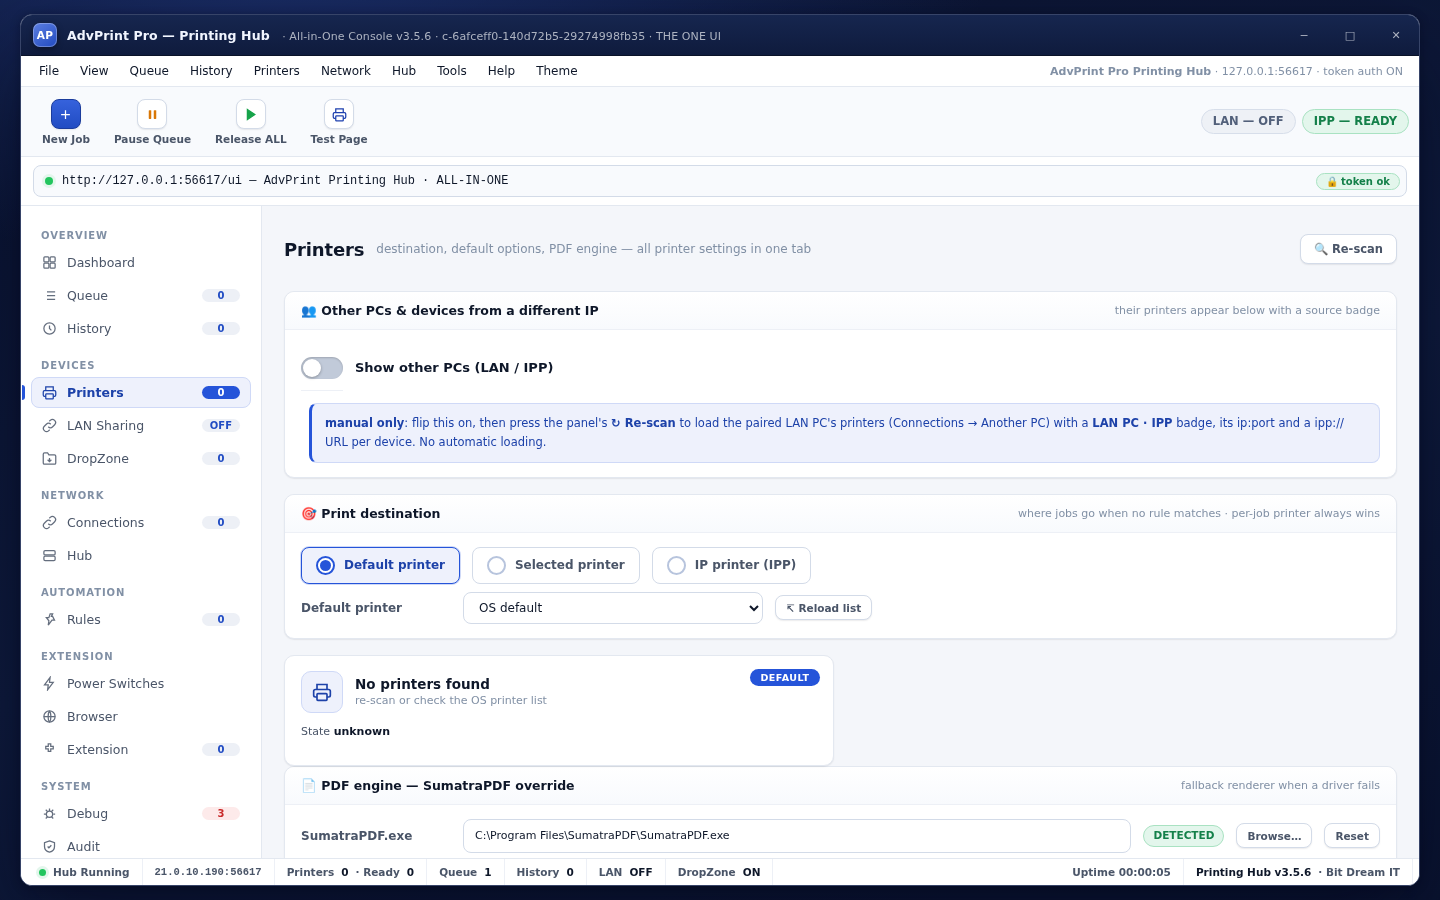 AP AdvPrint Pro — Printing Hub · All-in-One Console v3.5.6 · c-6afceff0-140d72b5-29274998fb35 · THE ONE UI
File View Queue History Printers Network Hub Tools Help Theme AdvPrint Pro Printing Hub · 127.0.0.1:56617 · token auth ON
New Job Pause Queue Release ALL Test Page LAN — OFF IPP — READY
http://127.0.0.1:56617/ui — AdvPrint Printing Hub · ALL-IN-ONE 🔒 token ok
OVERVIEW
Dashboard
Queue 0
History 0
DEVICES
Printers 0
LAN Sharing OFF
DropZone 0
NETWORK
Connections 0
Hub
AUTOMATION
Rules 0
EXTENSION
Power Switches
Browser
Extension 0
SYSTEM
Debug 3
Audit
Printers destination, default options, PDF engine — all printer settings in one tab 🔍 Re-scan
👥 Other PCs & devices from a different IP their printers appear below with a source badge
Show other PCs (LAN / IPP)
manual only: flip this on, then press the panel's ↻ Re-scan to load the paired LAN PC's printers (Connections → Another PC) with a LAN PC · IPP badge, its ip:port and a ipp://
URL per device. No automatic loading.
🎯 Print destination where jobs go when no rule matches · per-job printer always wins
Default printer Selected printer IP printer (IPP)
Default printer OS default ↸ Reload list
No printers found DEFAULT
re-scan or check the OS printer list
State unknown
📄 PDF engine — SumatraPDF override fallback renderer when a driver fails
SumatraPDF.exe C:\Program Files\SumatraPDF\SumatraPDF.exe DETECTED Browse... Reset
Hub Running 21.0.10.190:56617 Printers 0 · Ready 0 Queue 1 History 0 LAN OFF DropZone ON Uptime 00:00:05 Printing Hub v3.5.6 · Bit Dream IT